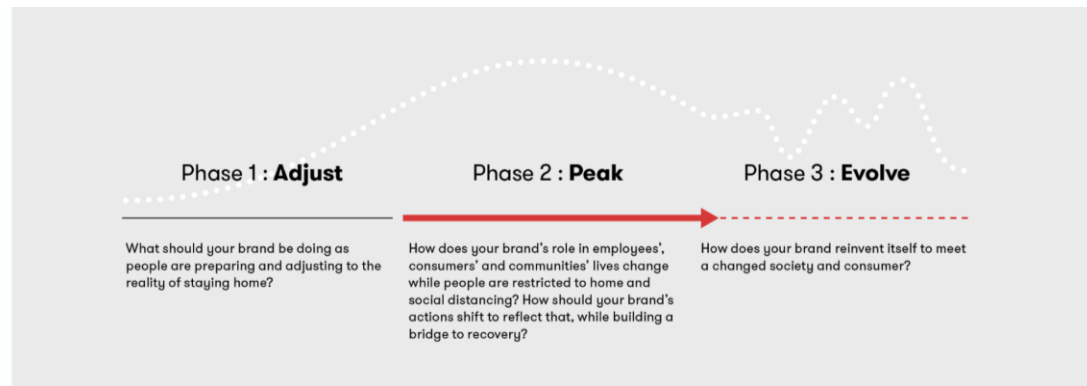 Phase 1 : Adjust
What should your brand be doing as
people are preparing and adjusting to the
reality of staying home?
Phase 2 : Peak
How does your brand's role in employees',
consumers' and communities' lives change
while people are restricted to home and
social distancing? How should your brand's
actions shift to reflect that, while building a
bridge to recovery?
Phase 3 : Evolve
How does your brand reinvent itself to meet
a changed society and consumer?